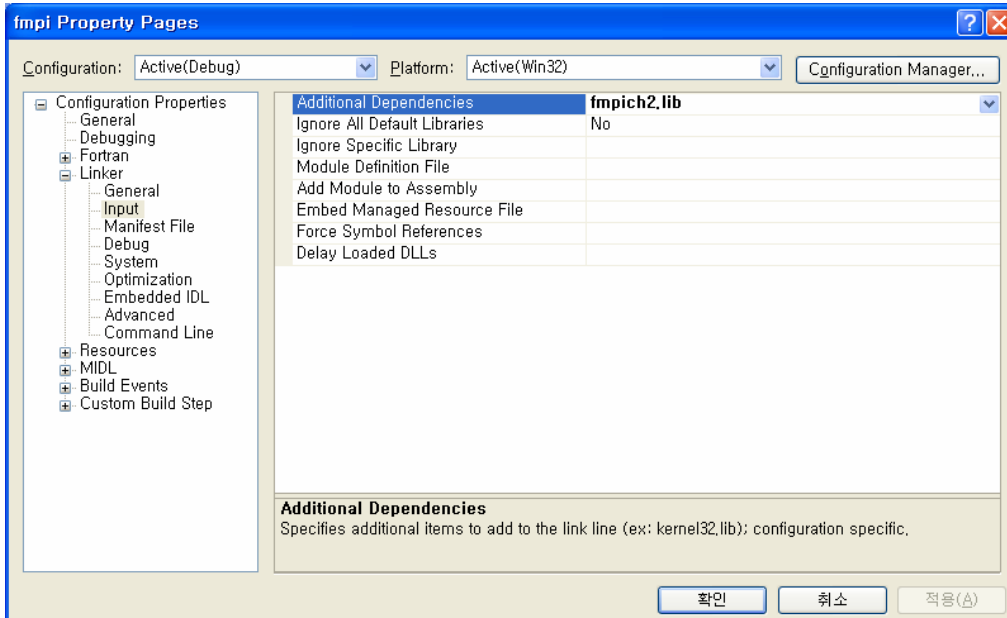 fmpi Property Pages
Configuration: Active(Debug) Platform: Active(Win32) Configuration Manager...
Configuration Properties
General
Debugging
Fortran
Linker
General
Input
Manifest File
Debug
System
Optimization
Embedded IDL
Advanced
Command Line
Resources
MIDL
Build Events
Custom Build Step
Additional Dependencies fmpich2.lib
Ignore All Default Libraries No
Ignore Specific Library
Module Definition File
Add Module to Assembly
Embed Managed Resource File
Force Symbol References
Delay Loaded DLLs
Additional Dependencies
Specifies additional items to add to the link line (ex: kernel32.lib); configuration specific.
확인 취소 적용(A)